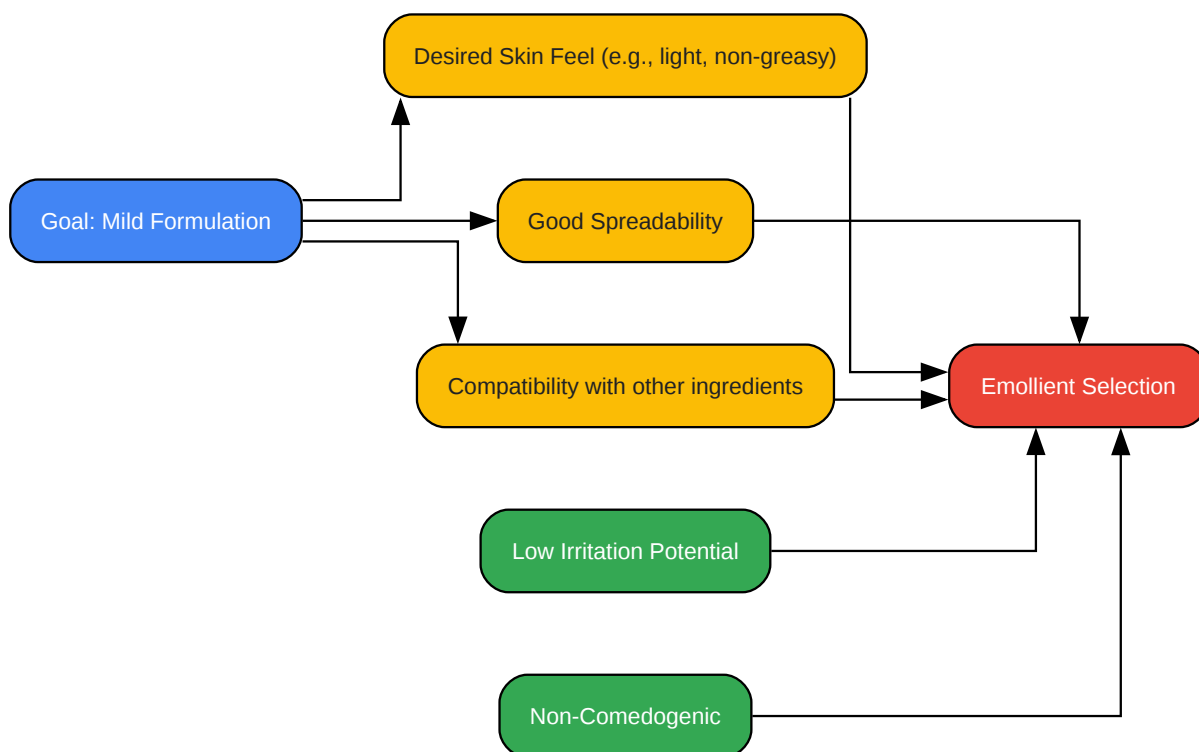 Desired Skin Feel (e.g., light, non-greasy)
Goal: Mild Formulation
Good Spreadability
Compatibility with other ingredients
Emollient Selection
Low Irritation Potential
Non-Comedogenic